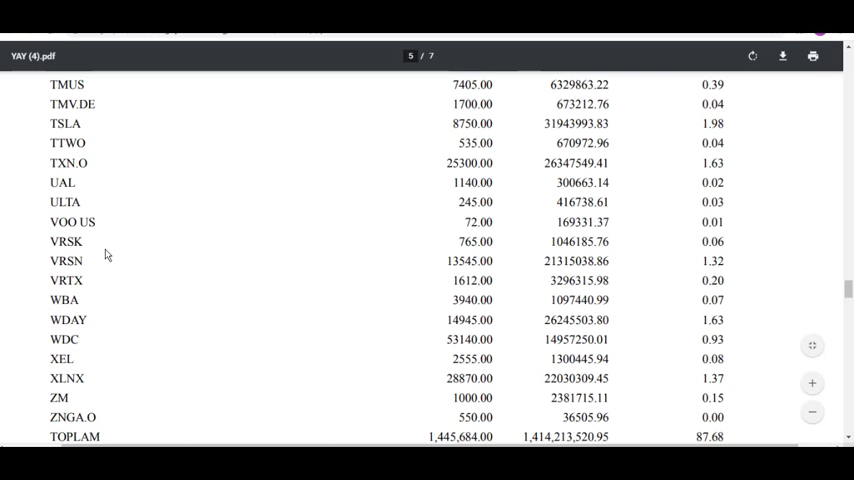 YAY (4).pdf 5 / 7
TMUS 7405.00 6329863.22 0.39
TMV.DE 1700.00 673212.76 0.04
TSLA 8750.00 31943993.83 1.98
TTWO 535.00 670972.96 0.04
TXN.O 25300.00 26347549.41 1.63
UAL 1140.00 300663.14 0.02
ULTA 245.00 416738.61 0.03
VOO US 72.00 169331.37 0.01
VRSK 765.00 1046185.76 0.06
VRSN 13545.00 21315038.86 1.32
VRTX 1612.00 3296315.98 0.20
WBA 3940.00 1097440.99 0.07
WDAY 14945.00 26245503.80 1.63
WDC 53140.00 14957250.01 0.93
XEL 2555.00 1300445.94 0.08
XLNX 28870.00 22030309.45 1.37
ZM 1000.00 2381715.11 0.15
ZNGA.O 550.00 36505.96 0.00
TOPLAM 1,445,684.00 1,414,213,520.95 87.68